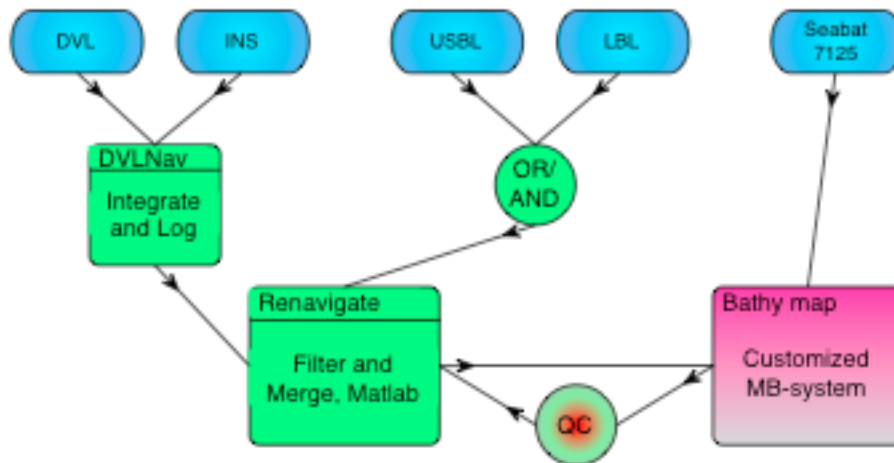 DVL
INS
USBL
LBL
Seabat
7125
DVLNav
Integrate
and Log
OR/
AND
Renavigate
Filter and
Merge, Matlab
Bathy map
Customized
MB-system
QC